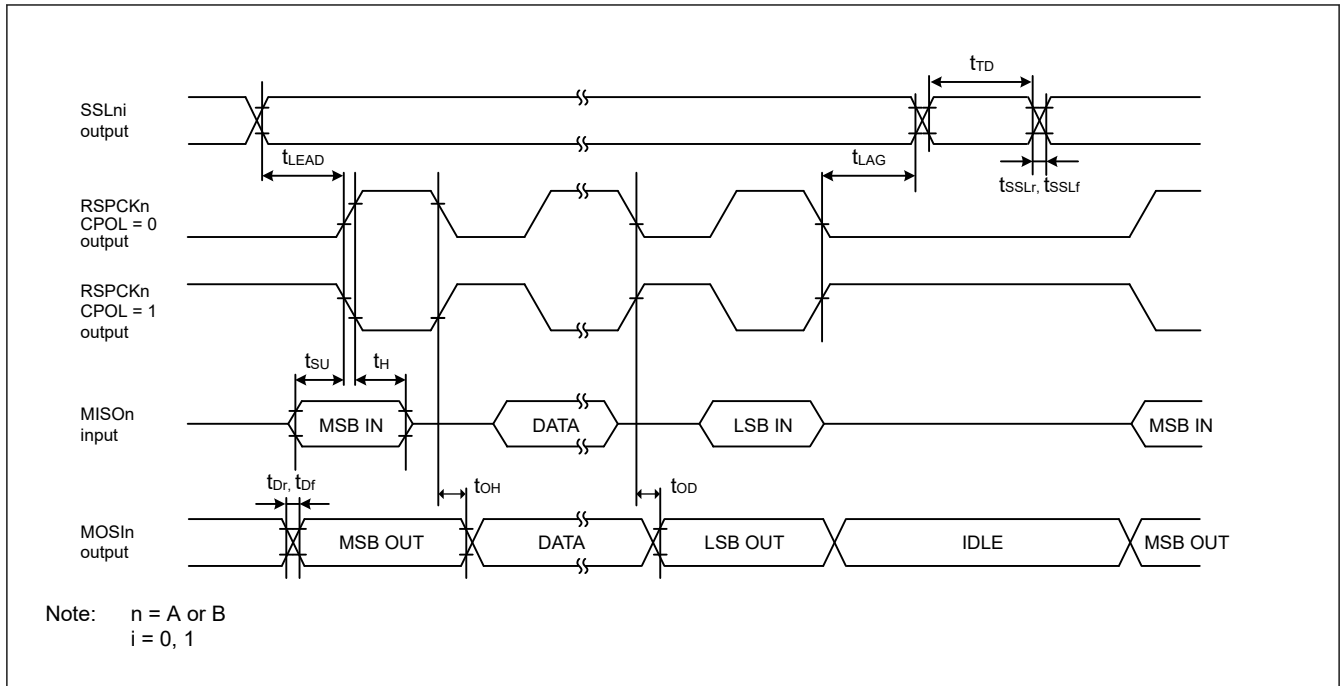 SSLni
output
tTD
tLEAD
tLAG
tSSLr, tSSLf
RSPCKn
CPOL = 0
output
RSPCKn
CPOL = 1
output
tSU
tH
MISOn
input
MSB IN
DATA
LSB IN
MSB IN
tDr, tDf
tOH
tOD
MOSIn
output
MSB OUT
DATA
LSB OUT
IDLE
MSB OUT
Note: n = A or B
i = 0, 1